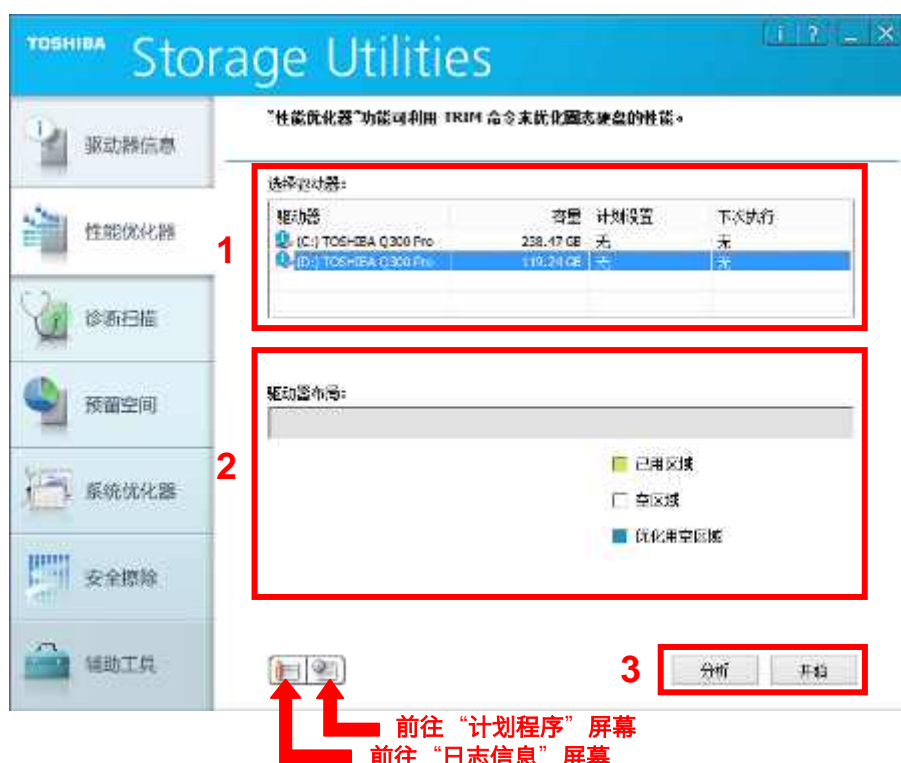 TOSHIBA Storage Utilities
i ? _ X
驱动器信息
性能优化器
诊断扫描
预留空间
系统优化器
安全擦除
辅助工具
“性能优化器”功能可利用 TRIM 命令来优化固态硬盘的性能。
1
选择驱动器:
驱动器 容量 计划设置 下次执行
(C:) TOSHIBA Q300 Pro 238.47 GB 无 无
(D:) TOSHIBA Q300 Pro 119.24 GB 无 无
2
驱动器布局:
已用区域
空区域
优化用空区域
3
分析 开始
前往“计划程序”屏幕
前往“日志信息”屏幕